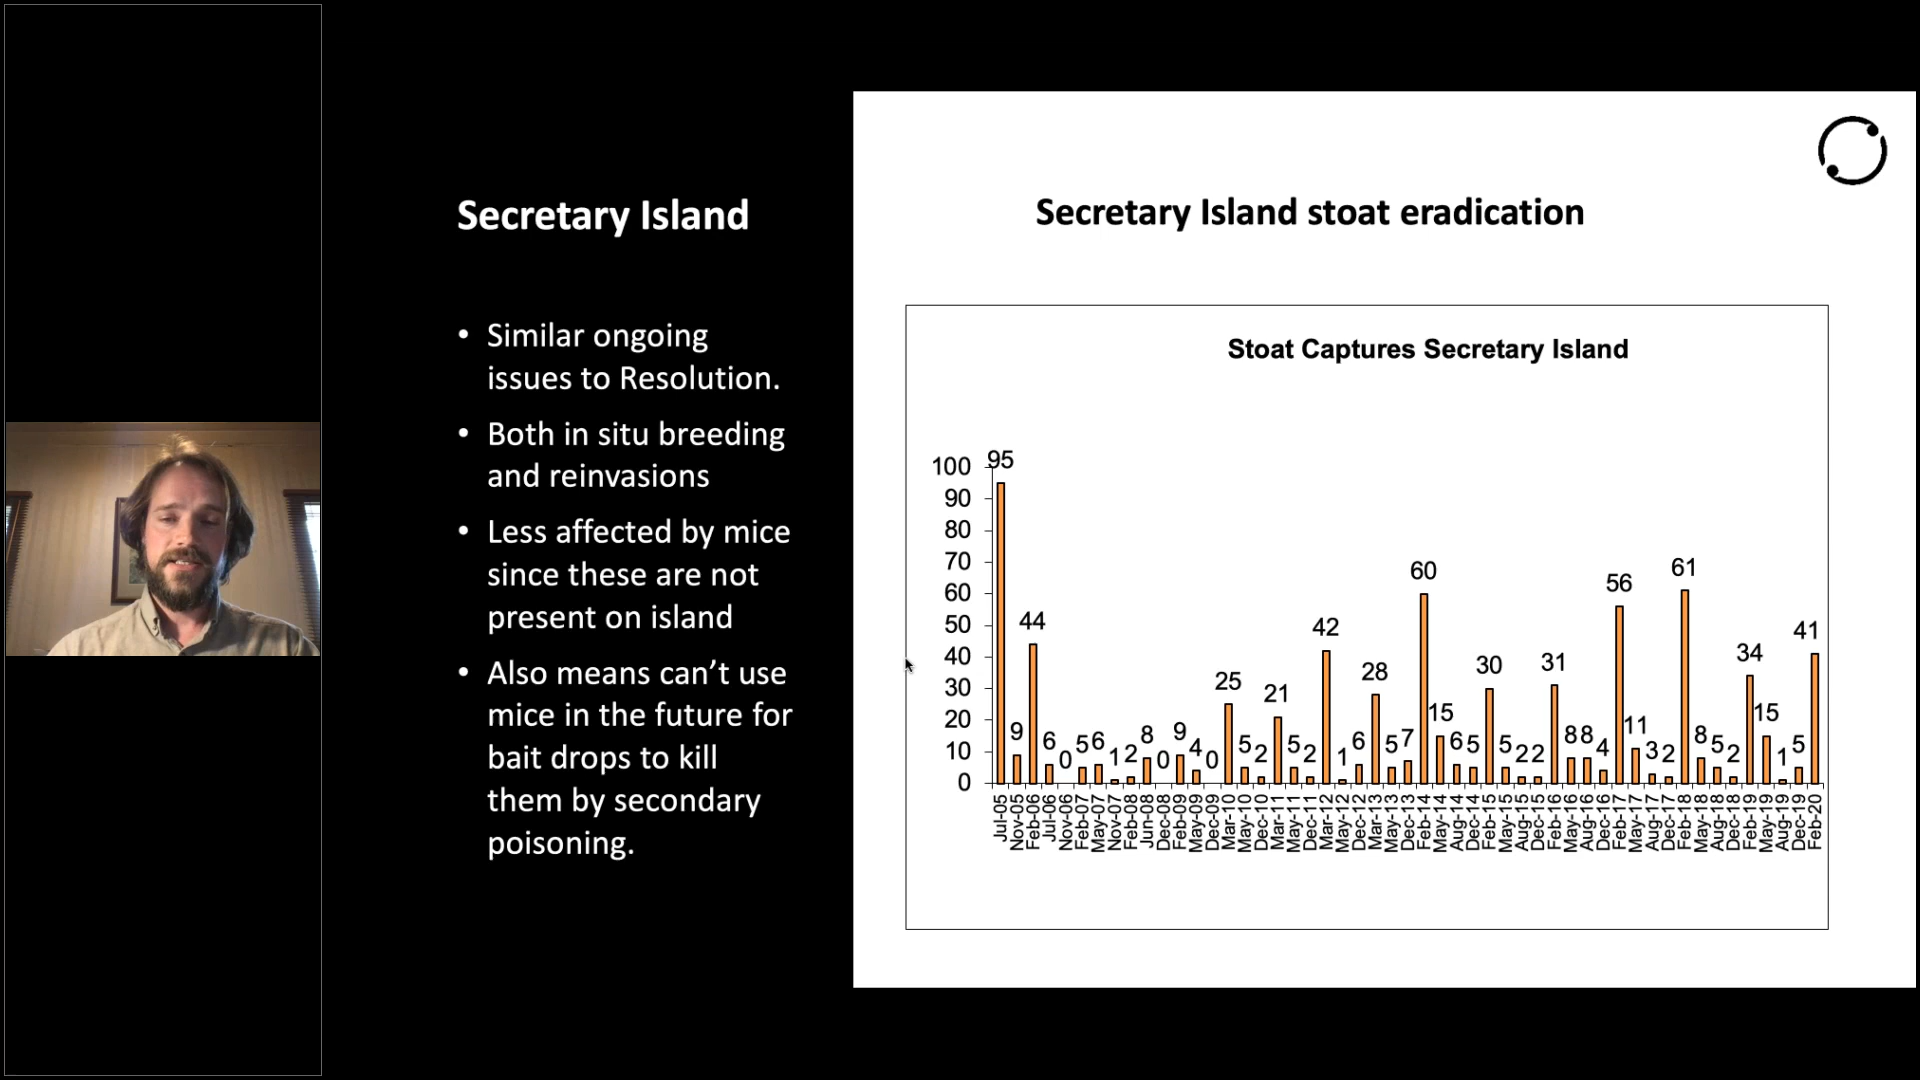 Secretary Island
• Similar ongoing
issues to Resolution.
• Both in situ breeding
and reinvasions
• Less affected by mice
since these are not
present on island
• Also means can’t use
mice in the future for
bait drops to kill
them by secondary
poisoning.
Secretary Island stoat eradication
Stoat Captures Secretary Island
100
90
80
70
60
50
40
30
20
10
0
95
9
44
6
0
5
6
1
2
8
0
9
4
0
25
5
2
21
5
2
42
1
6
28
5
7
60
15
6
5
30
5
2
2
31
8
8
4
56
11
3
2
61
8
5
2
34
15
1
5
41
Jul-05
Nov-05
Feb-06
Jul-06
Nov-06
Feb-07
May-07
Nov-07
Feb-08
Jun-08
Dec-08
Feb-09
May-09
Dec-09
Mar-10
May-10
Dec-10
Mar-11
May-11
Dec-11
Mar-12
May-12
Dec-12
Mar-13
May-13
Dec-13
Feb-14
May-14
Aug-14
Dec-14
Feb-15
May-15
Aug-15
Dec-15
Feb-16
May-16
Aug-16
Dec-16
Feb-17
May-17
Aug-17
Dec-17
Feb-18
May-18
Aug-18
Dec-18
Feb-19
May-19
Aug-19
Dec-19
Feb-20